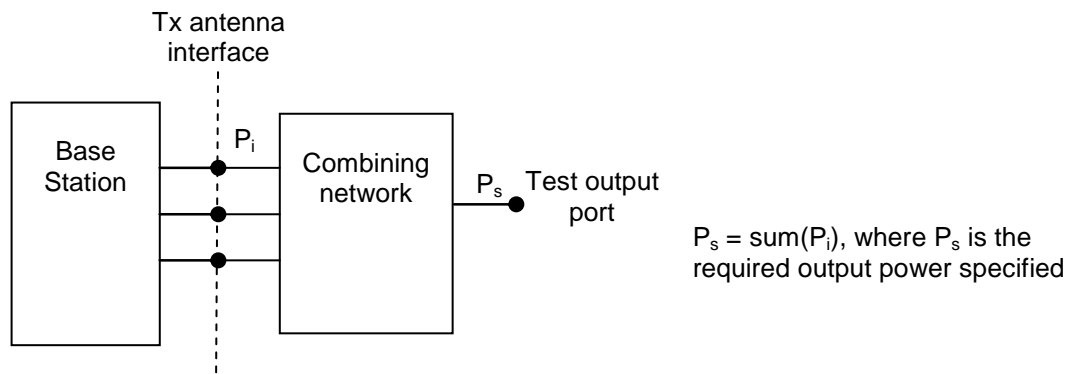 Tx antenna
interface
Base
Station
Pi
Combining
network
Ps
Test output
port
Ps = sum(Pi), where Ps is the
required output power specified